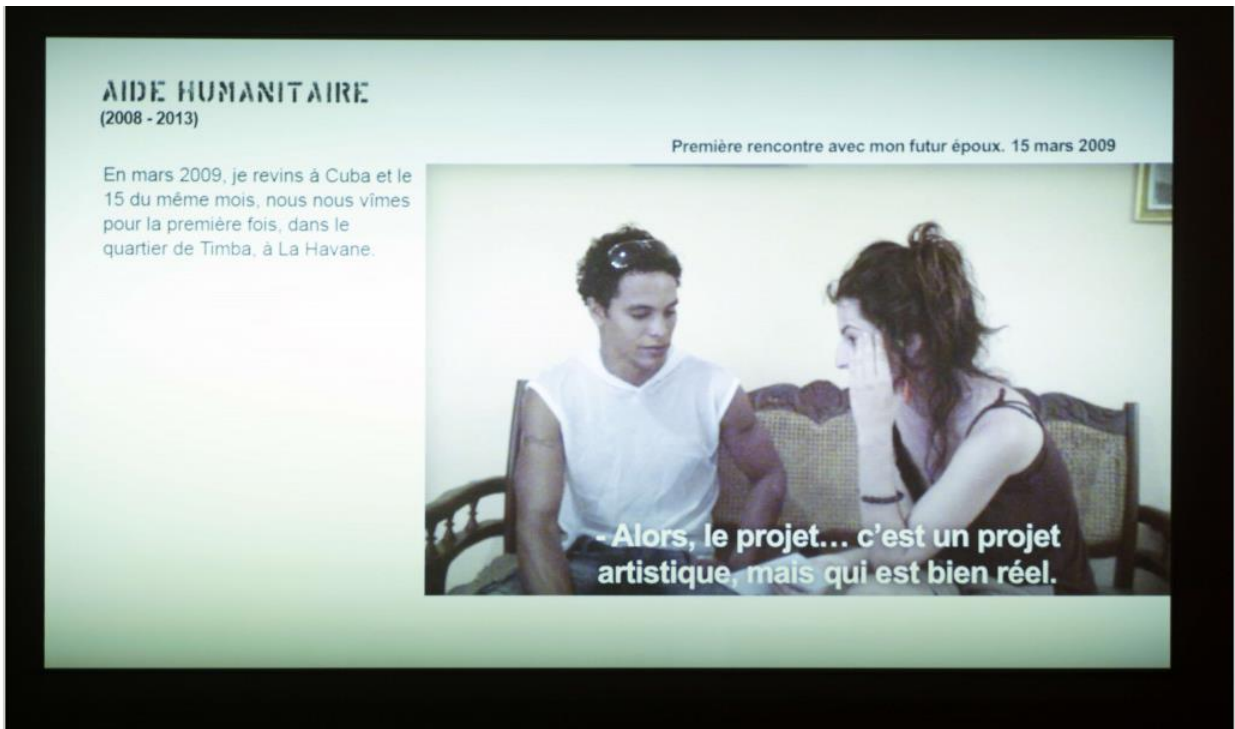 AIDE HUMANITAIRE
(2008 - 2013)
Première rencontre avec mon futur époux. 15 mars 2009
En mars 2009, je revins à Cuba et le
15 du même mois, nous nous vîmes
pour la première fois, dans le
quartier de Timba, à La Havane.
- Alors, le projet... c'est un projet
artistique, mais qui est bien réel.